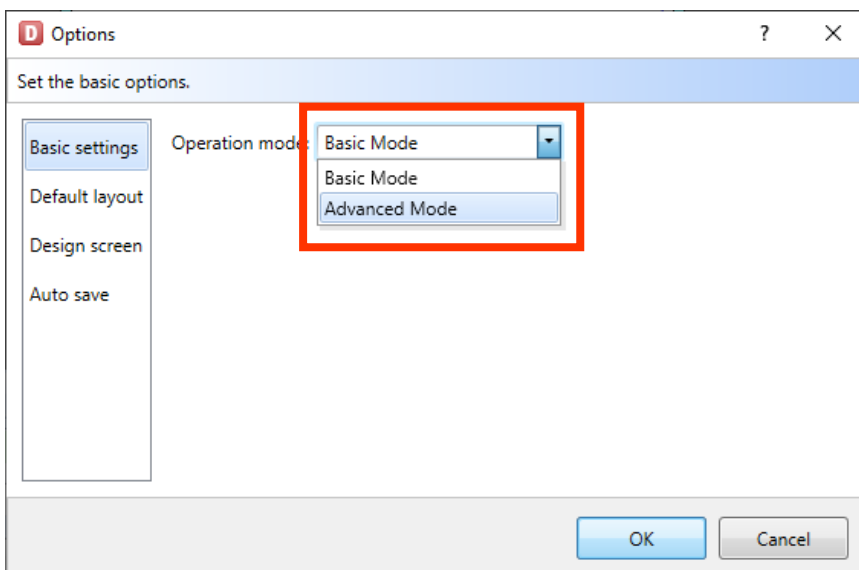 D Options ?
Set the basic options.
Basic settings
Default layout
Design screen
Auto save
Operation mode: Basic Mode
Basic Mode
Advanced Mode
OK Cancel